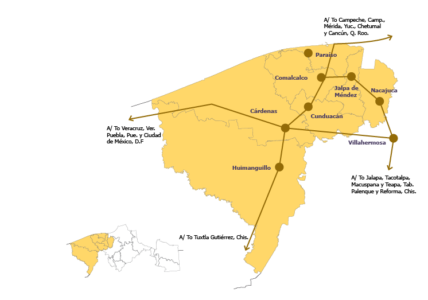 A/ To Campeche, Camp.,
Mérida, Yuc., Chetumal
y Cancún, Q. Roo.
Paraíso
Comalcalco
Jalpa de
Méndez
Nacajuca
Cárdenas
Cunduacán
A/ To Veracruz, Ver.
Puebla, Pue. y Ciudad
de México, D.F
Villahermosa
Huimanguillo
A/ To Jalapa, Tacotalpa,
Macuspana y Teapa, Tab.
Palenque y Reforma, Chis.
A/ To Tuxtla Gutiérrez, Chis.